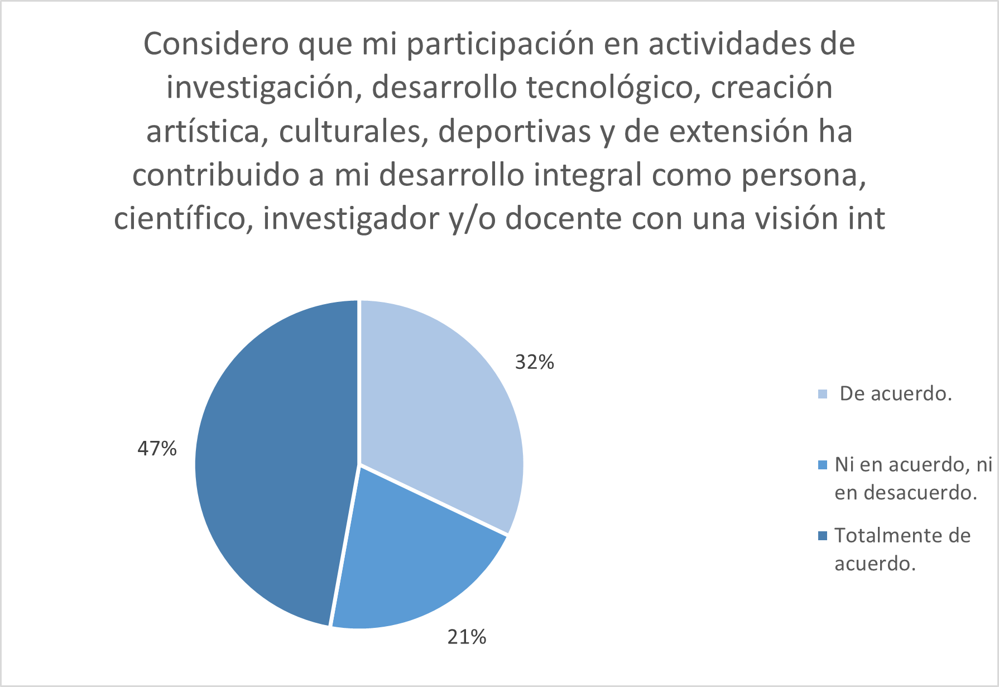 Considero que mi participación en actividades de
investigación, desarrollo tecnológico, creación
artística, culturales, deportivas y de extensión ha
contribuido a mi desarrollo integral como persona,
científico, investigador y/o docente con una visión int
32%
47%
21%
De acuerdo.
Ni en acuerdo, ni
en desacuerdo.
Totalmente de
acuerdo.